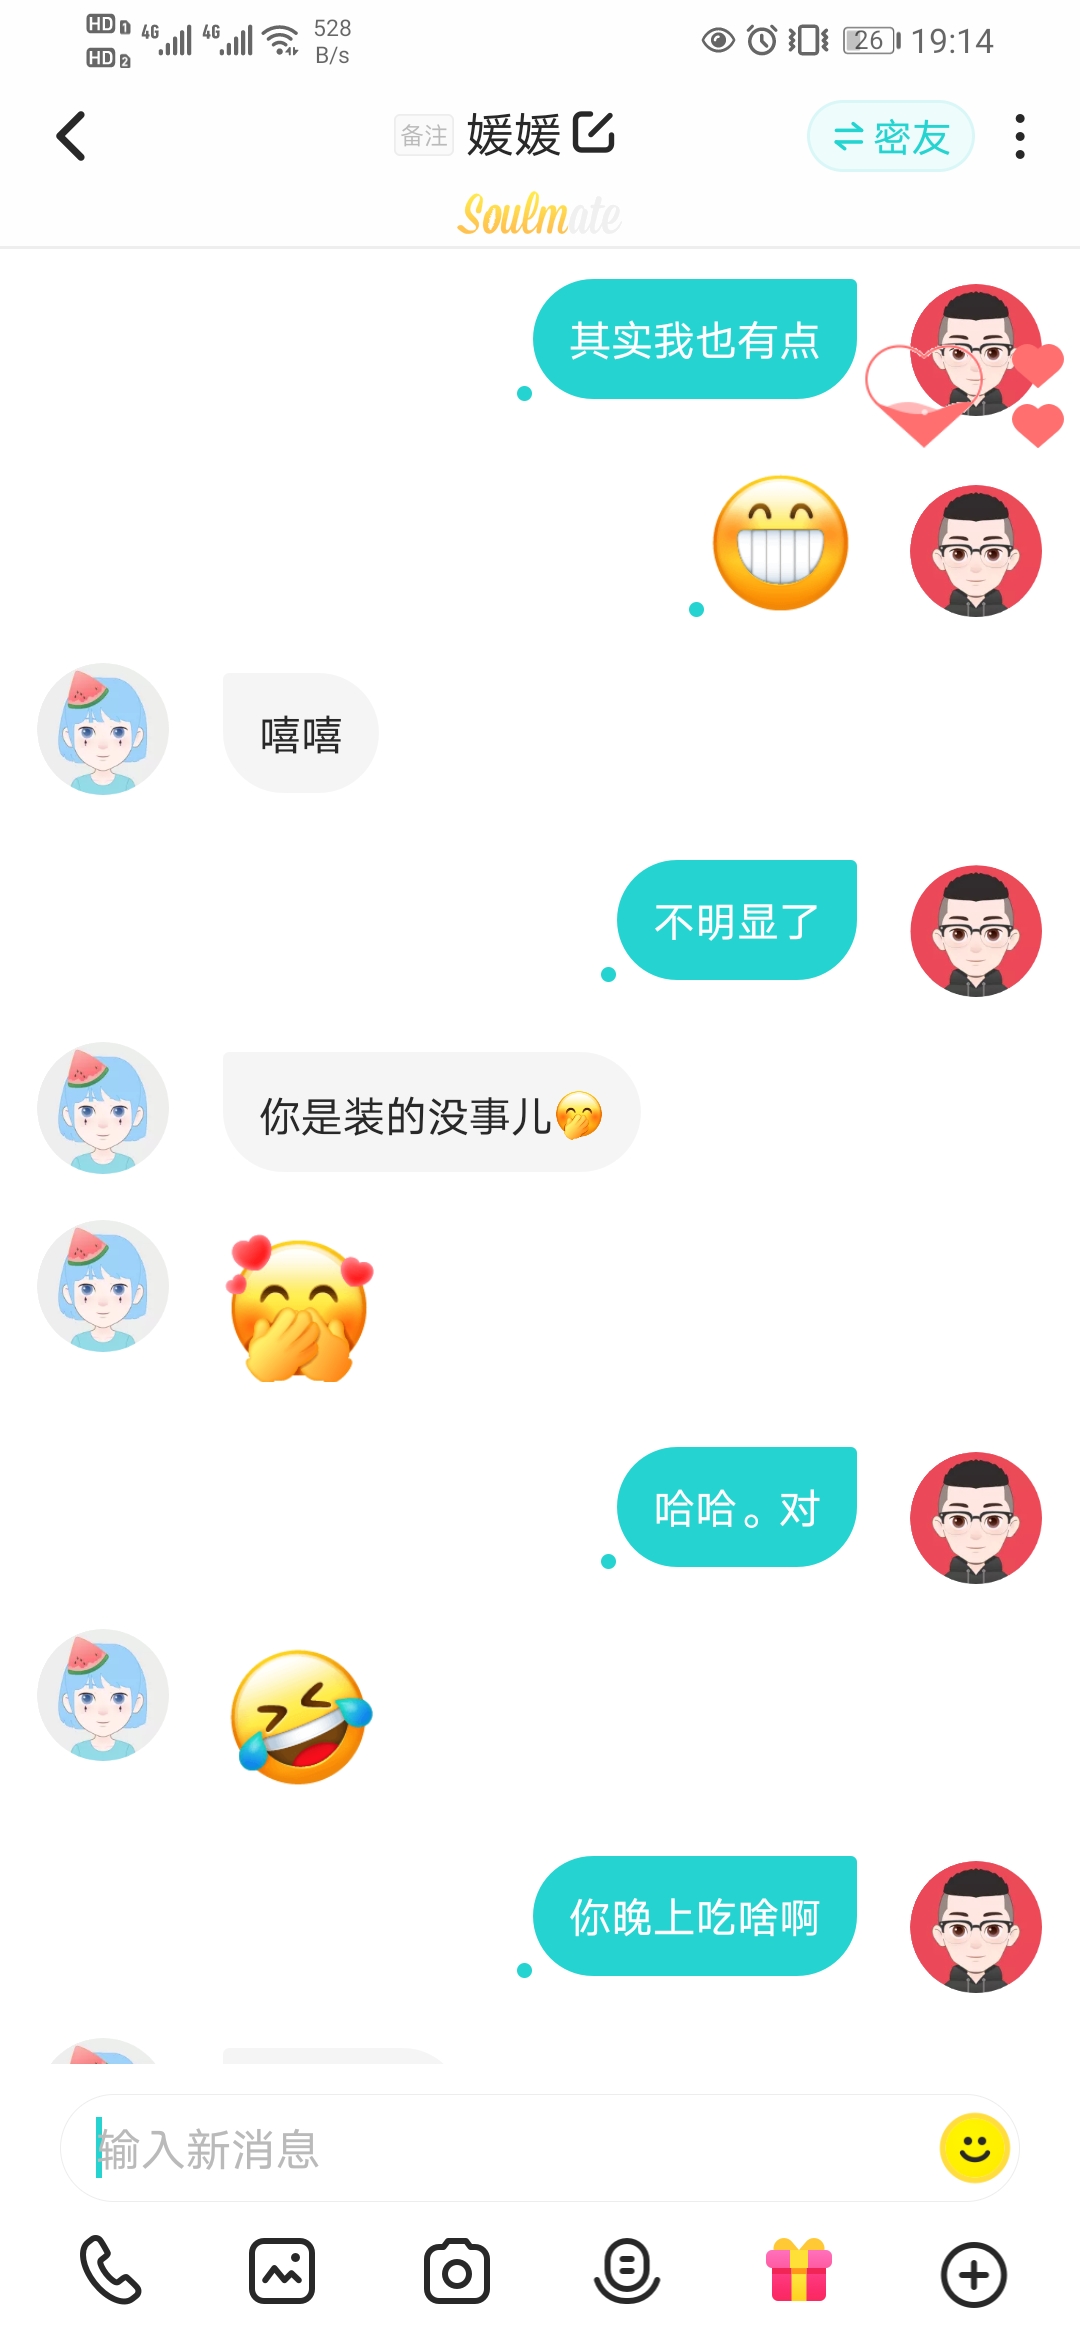 HD 1 4G 4G 528
HD 2 B/s
26 19:14
备注 媛媛 密友
Soulmate
其实我也有点
嘻嘻
不明显了
你是装的没事儿
哈哈。对
你晚上吃啥啊
输入新消息